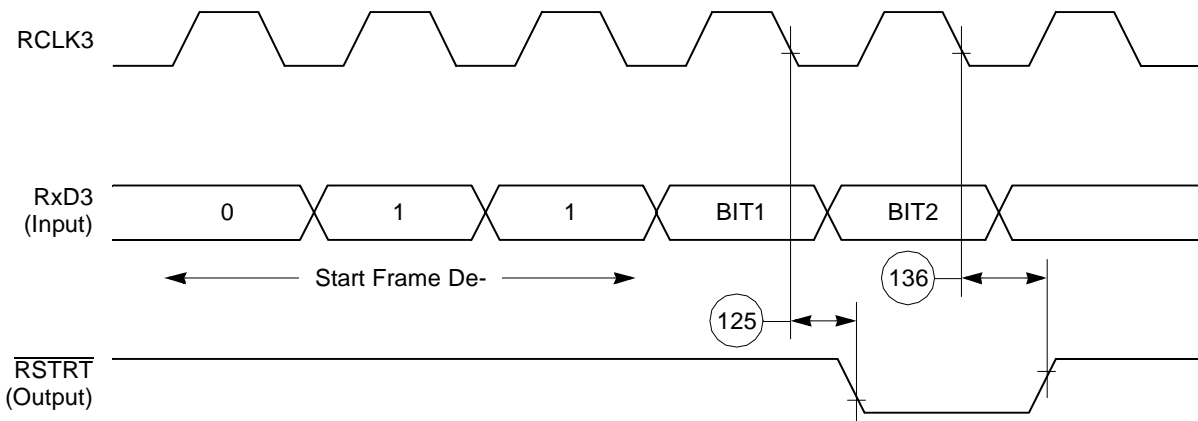 RCLK3
RxD3
(Input)
0
1
1
BIT1
BIT2
Start Frame De-
136
125
RSTRT
(Output)